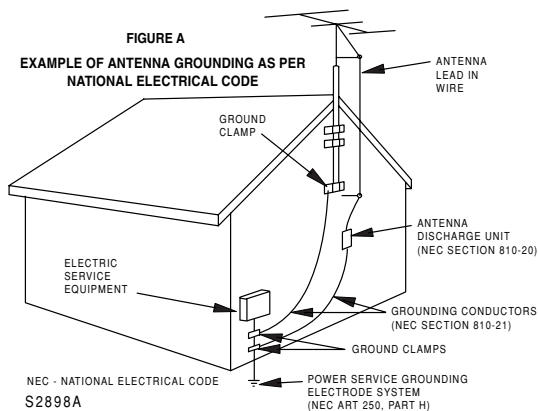 FIGURE A
EXAMPLE OF ANTENNA GROUNDING AS PER
NATIONAL ELECTRICAL CODE
ANTENNA
LEAD IN
WIRE
GROUND
CLAMP
ANTENNA
DISCHARGE UNIT
(NEC SECTION 810-20)
ELECTRIC
SERVICE
EQUIPMENT
GROUNDING CONDUCTORS
(NEC SECTION 810-21)
GROUND CLAMPS
POWER SERVICE GROUNDING
ELECTRODE SYSTEM
(NEC ART 250, PART H)
NEC - NATIONAL ELECTRICAL CODE
S2898A